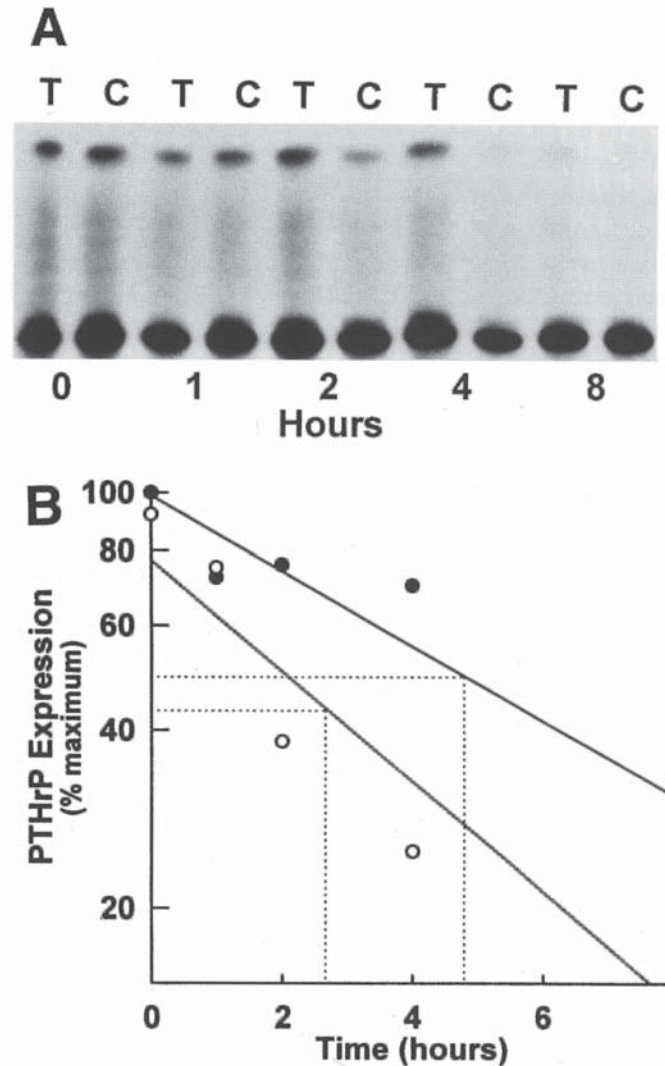 A
T C T C T C T C T C
0 1 2 4 8
Hours
B
PTHrP Expression
(% maximum)
100
80
60
40
20
0 2 4 6
Time (hours)